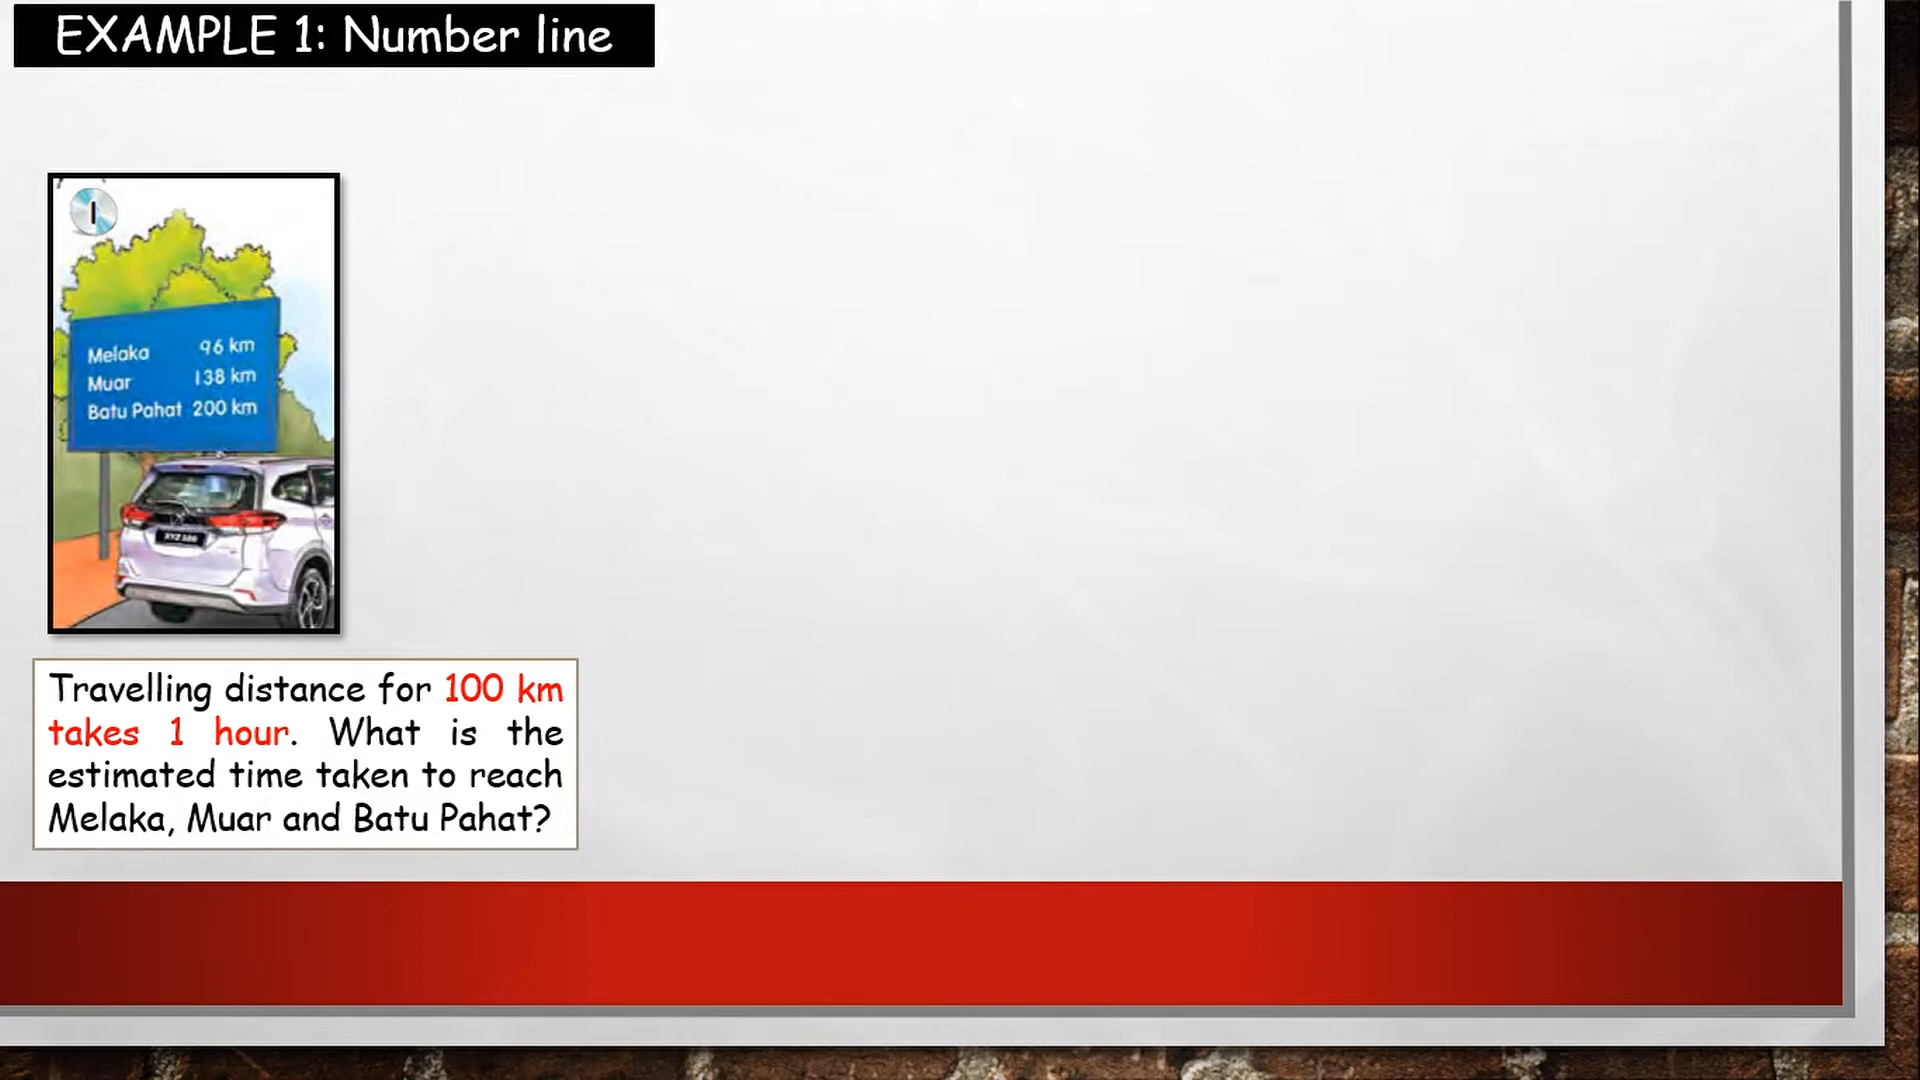 EXAMPLE 1: Number line
1
Melaka 96 km
Muar 138 km
Batu Pahat 200 km
Travelling distance for 100 km
takes 1 hour. What is the
estimated time taken to reach
Melaka, Muar and Batu Pahat?